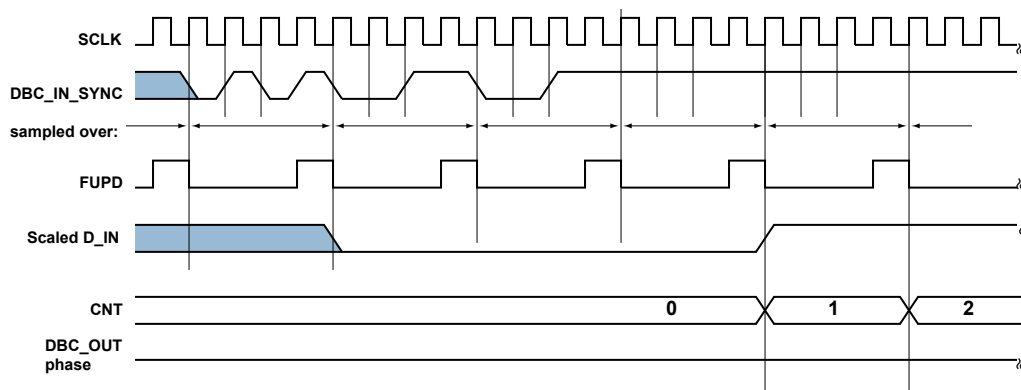 SCLK
DBC_IN_SYNC
sampled over:
FUPD
Scaled D_IN
CNT
0
1
2
DBC_OUT
phase